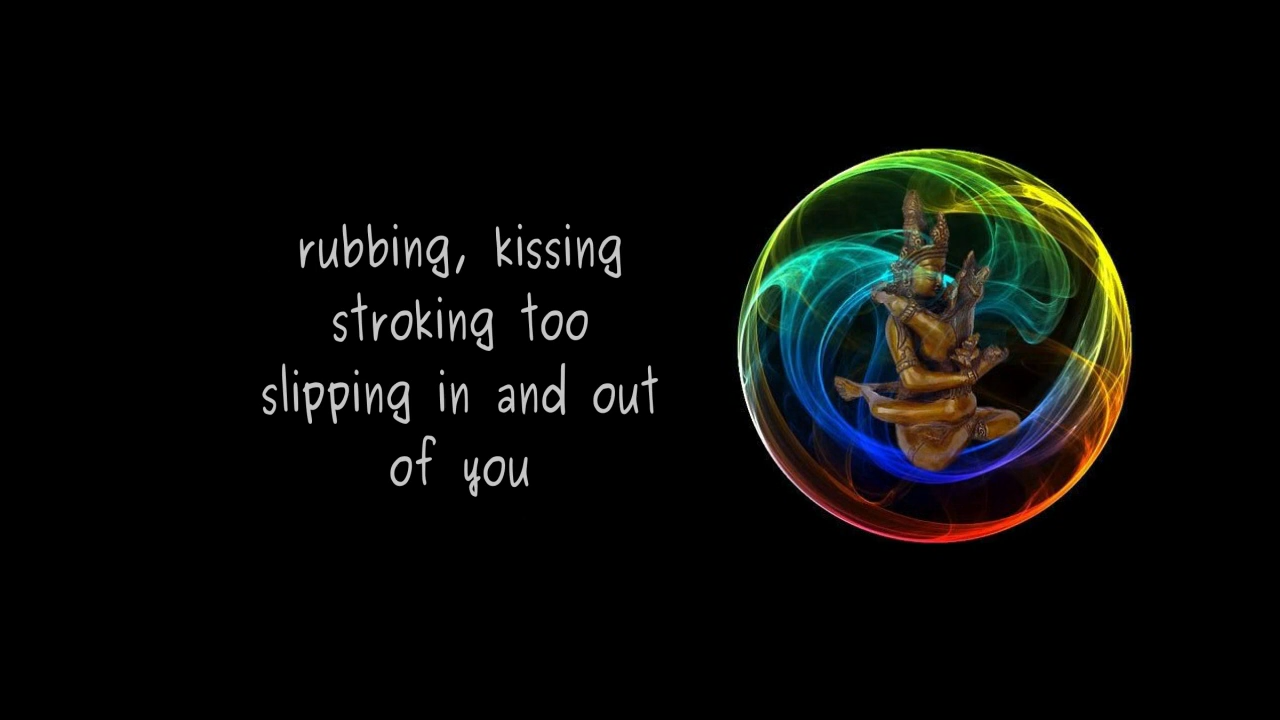 rubbing, kissing
stroking too
slipping in and out
of you